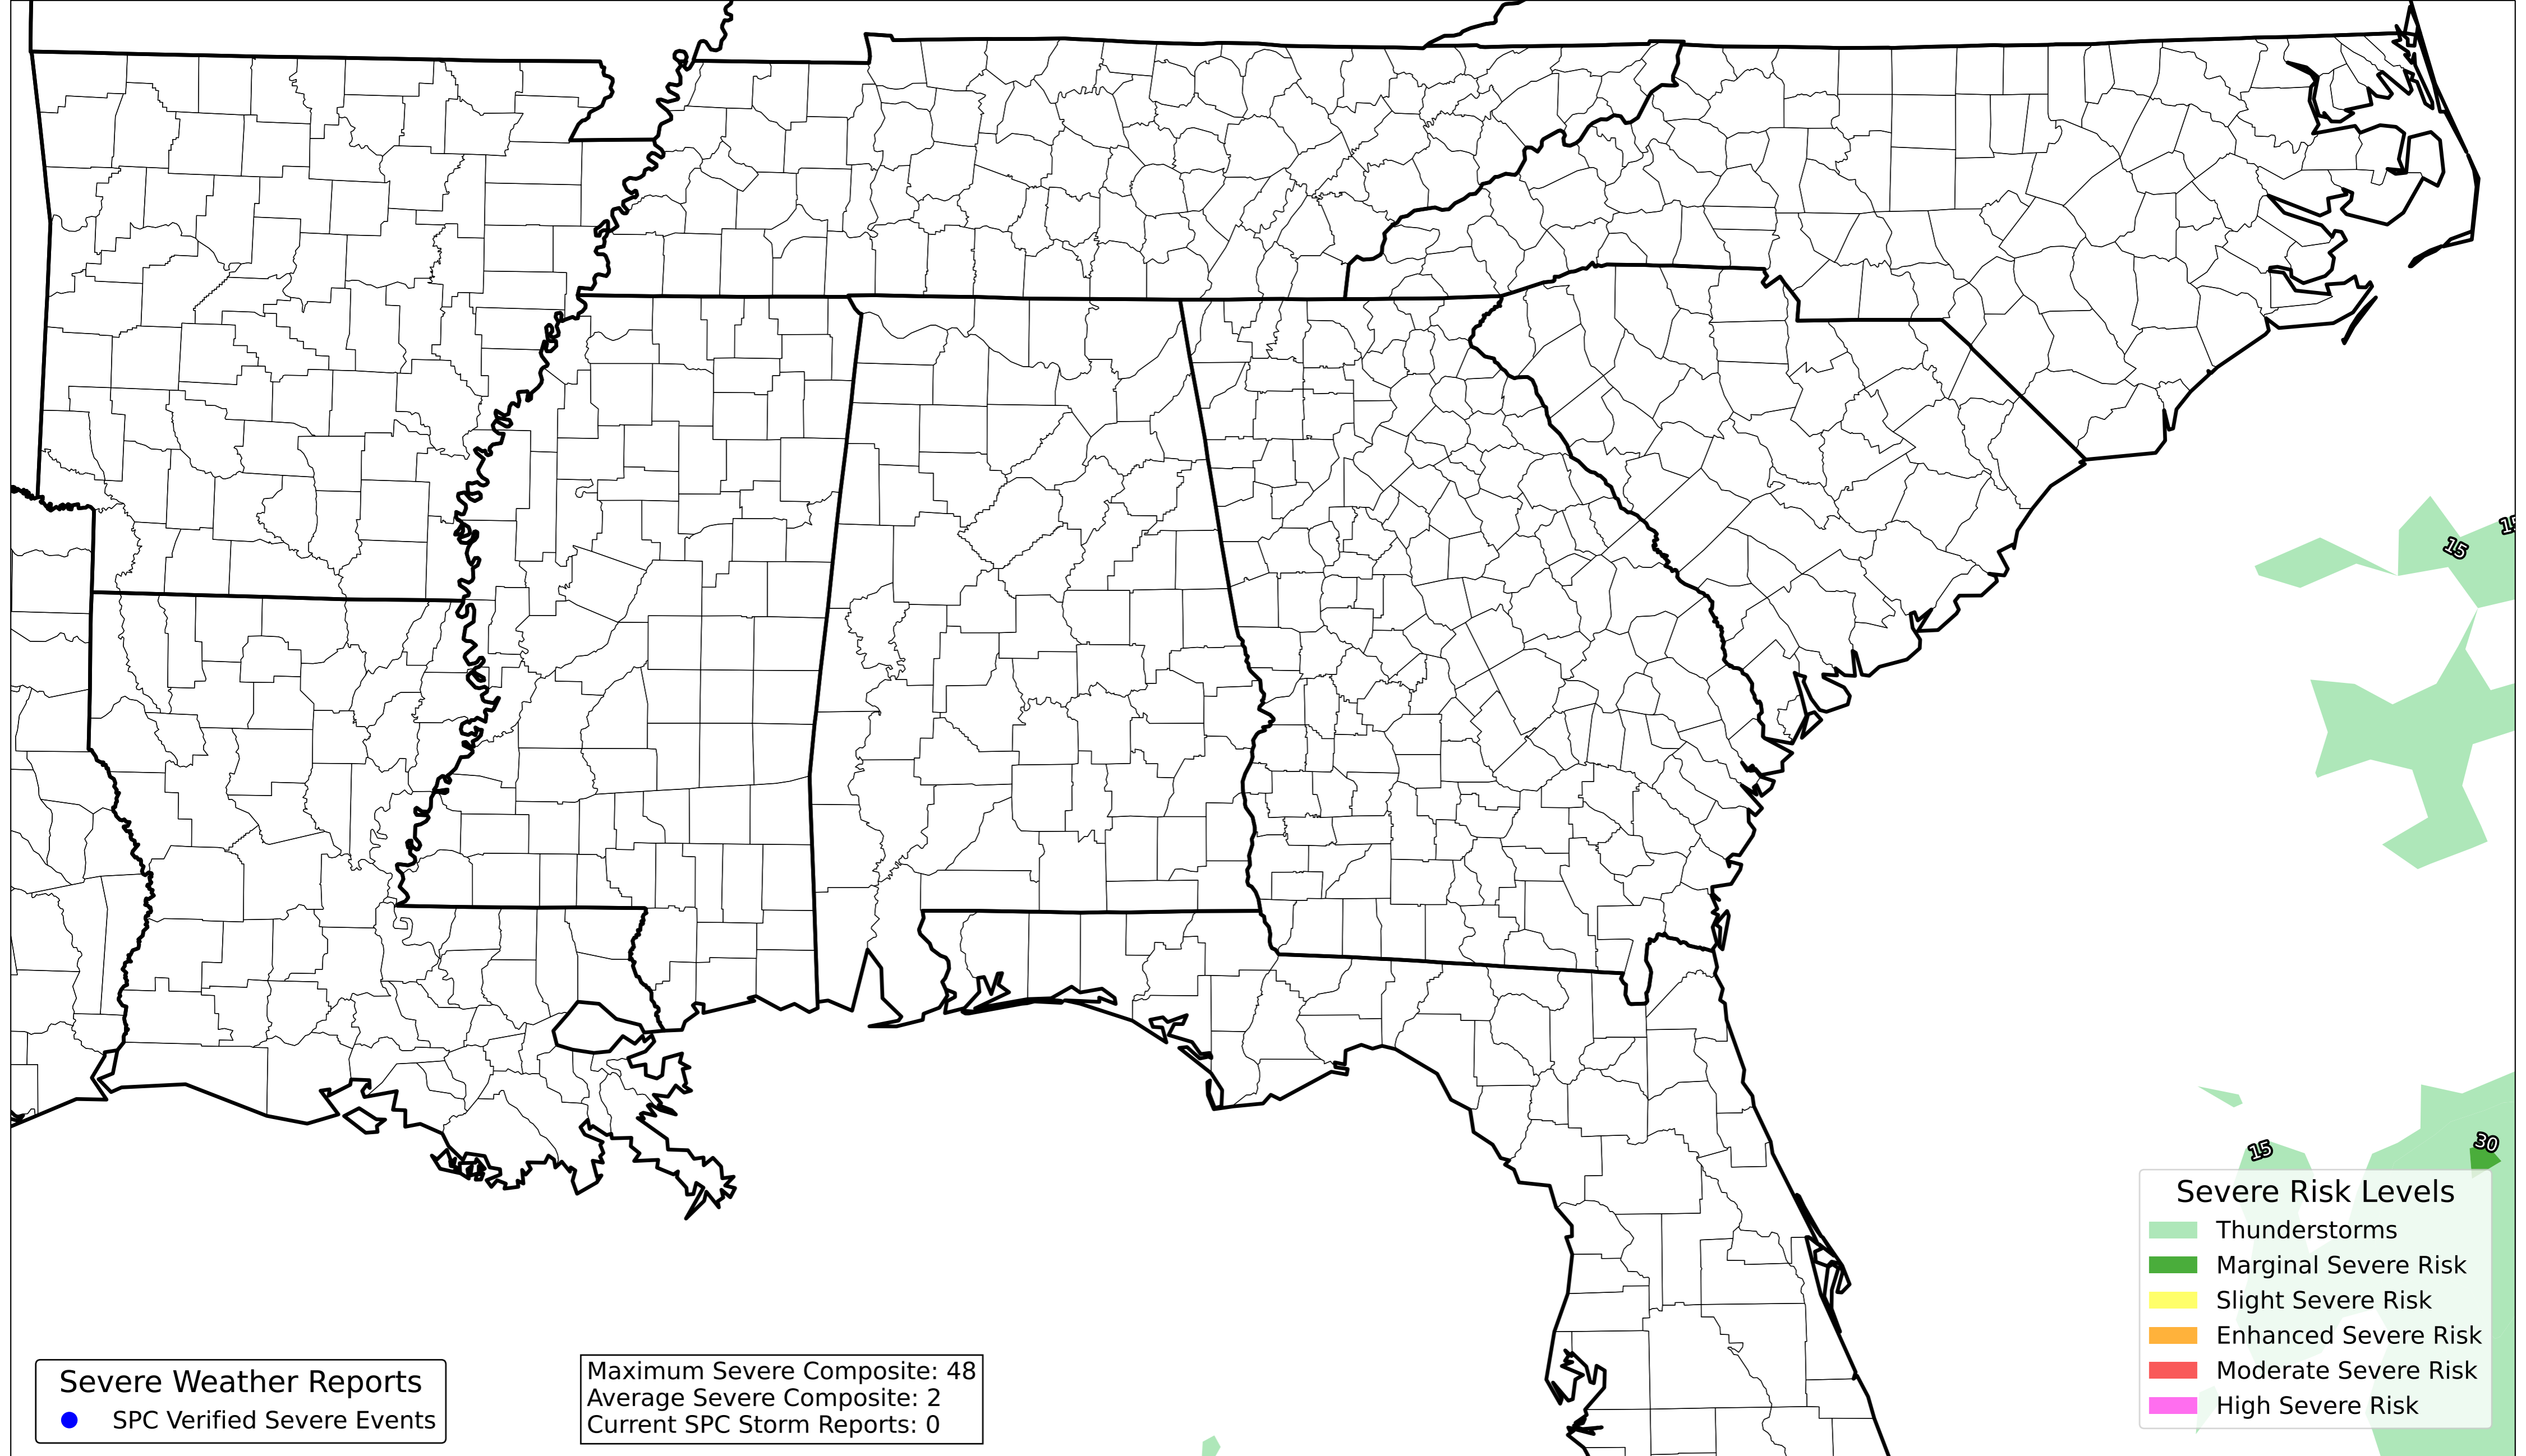 15
15
15
30
Severe Risk Levels
Thunderstorms
Marginal Severe Risk
Slight Severe Risk
Enhanced Severe Risk
Moderate Severe Risk
High Severe Risk
Severe Weather Reports
SPC Verified Severe Events
Maximum Severe Composite: 48
Average Severe Composite: 2
Current SPC Storm Reports: 0